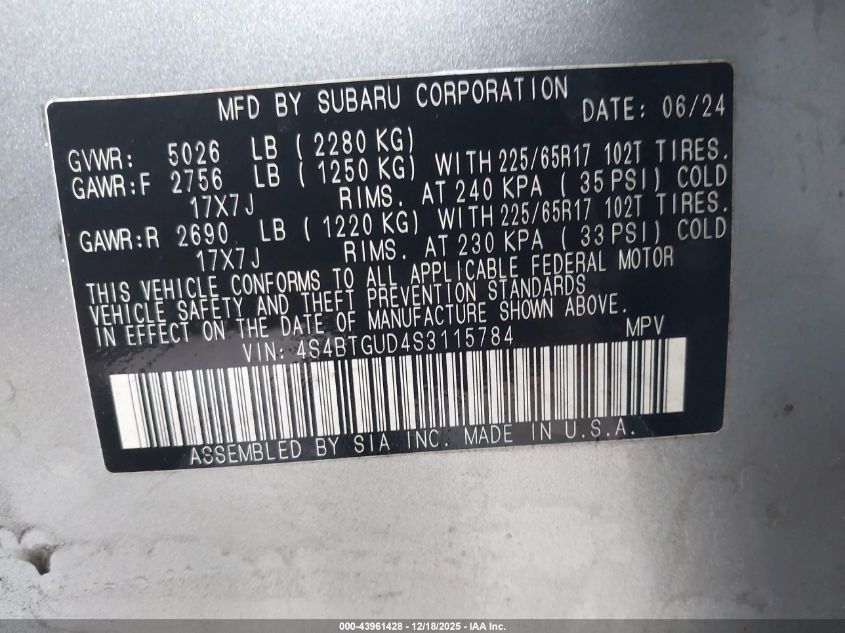 MFD BY SUBARU CORPORATION DATE: 06/24
GVWR: 5026 LB ( 2280 KG)
GAWR:F 2756 LB ( 1250 KG) WITH 225/65R17 102T TIRES.
17X7J RIMS. AT 240 KPA ( 35 PSI) COLD
GAWR:R 2690 LB ( 1220 KG) WITH 225/65R17 102T TIRES.
17X7J RIMS. AT 230 KPA ( 33 PSI) COLD
THIS VEHICLE CONFORMS TO ALL APPLICABLE FEDERAL MOTOR
VEHICLE SAFETY AND THEFT PREVENTION STANDARDS
IN EFFECT ON THE DATE OF MANUFACTURE SHOWN ABOVE.
VIN: 4S4BTGUD4S3115784 MPV
ASSEMBLED BY SIA INC. MADE IN U.S.A.
000-43961428 - 12/18/2025 - IAA Inc.